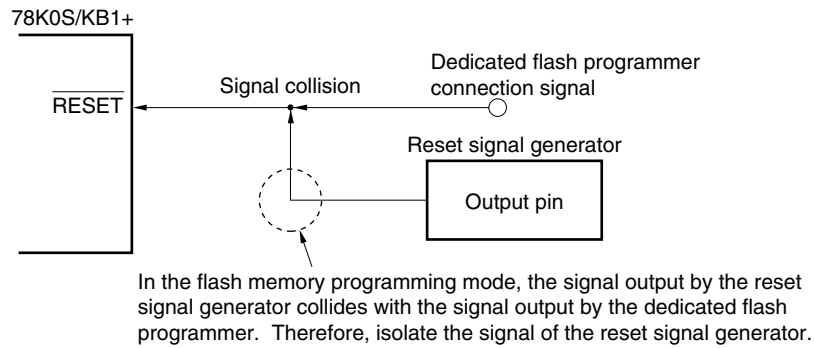 78K0S/KB1+
Dedicated flash programmer
connection signal
Signal collision
RESET
Reset signal generator
Output pin
In the flash memory programming mode, the signal output by the reset
signal generator collides with the signal output by the dedicated flash
programmer.  Therefore, isolate the signal of the reset signal generator.